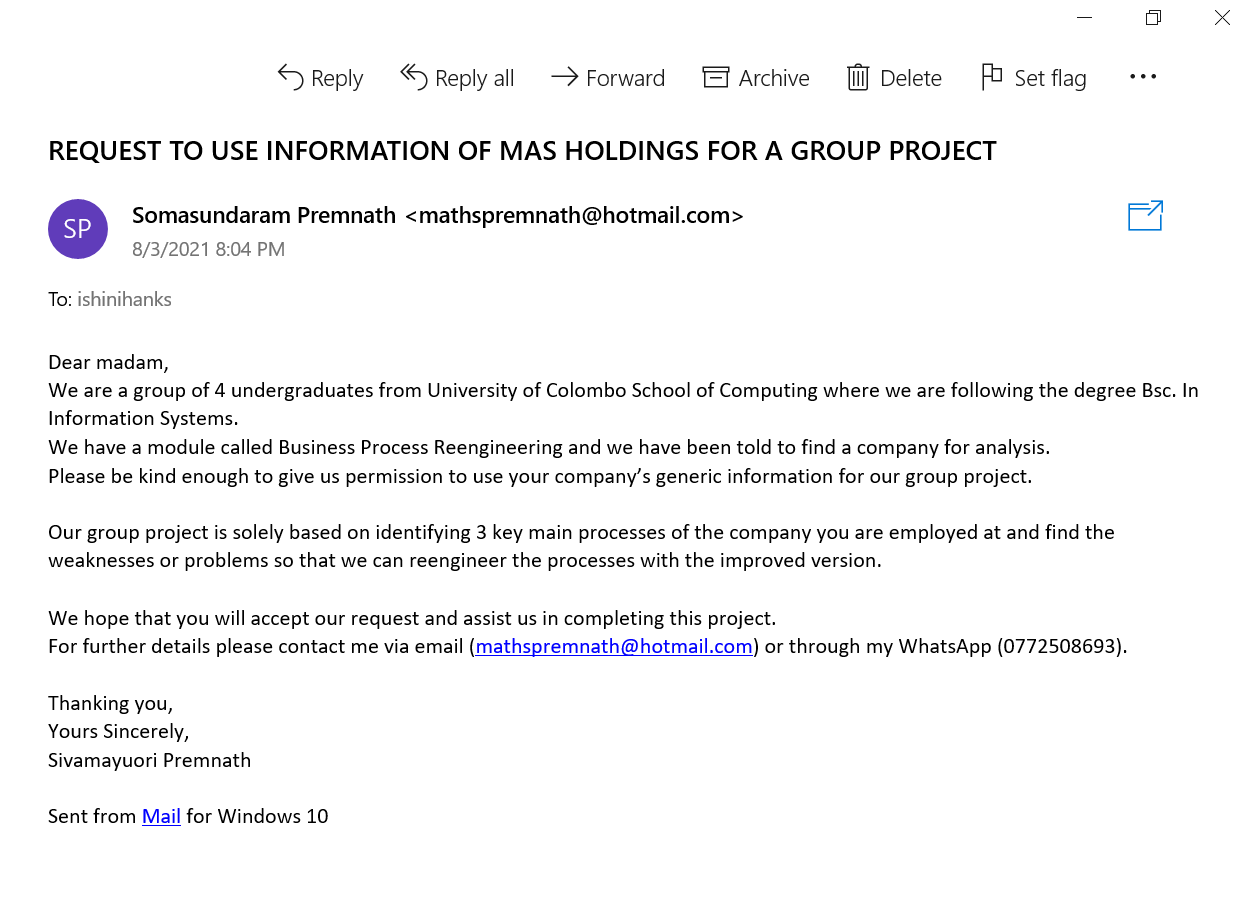 Reply Reply all Forward Archive Delete Set flag
REQUEST TO USE INFORMATION OF MAS HOLDINGS FOR A GROUP PROJECT
SP
Somasundaram Premnath <mathspremnath@hotmail.com>
8/3/2021 8:04 PM
To: ishinihanks
Dear madam,
We are a group of 4 undergraduates from University of Colombo School of Computing where we are following the degree Bsc. In
Information Systems.
We have a module called Business Process Reengineering and we have been told to find a company for analysis.
Please be kind enough to give us permission to use your company’s generic information for our group project.
Our group project is solely based on identifying 3 key main processes of the company you are employed at and find the
weaknesses or problems so that we can reengineer the processes with the improved version.
We hope that you will accept our request and assist us in completing this project.
For further details please contact me via email (mathspremnath@hotmail.com) or through my WhatsApp (0772508693).
Thanking you,
Yours Sincerely,
Sivamayuori Premnath
Sent from Mail for Windows 10